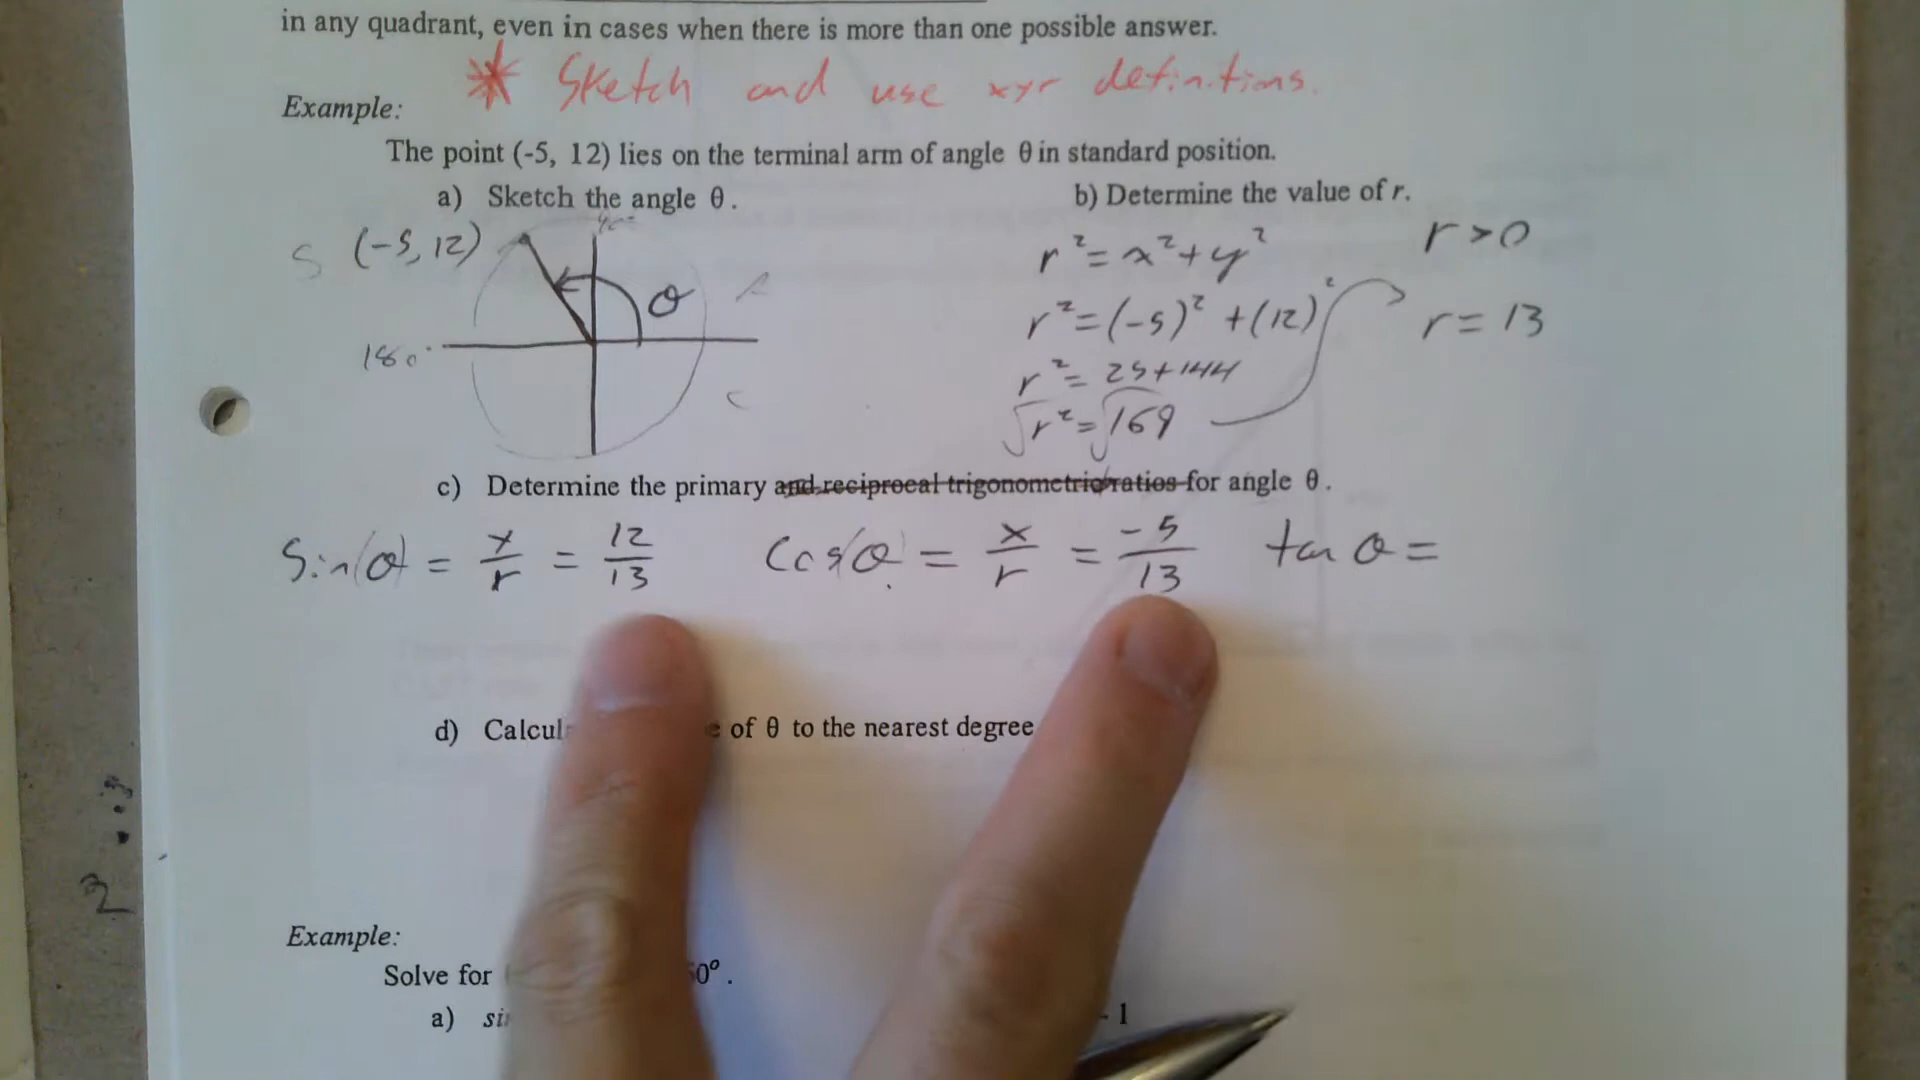 in any quadrant, even in cases when there is more than one possible answer.
* Sketch and use xyr definitions.
Example:
The point (-5, 12) lies on the terminal arm of angle θ in standard position.
a) Sketch the angle θ.
b) Determine the value of r.
S (-5, 12)
θ
180°
C
r² = x² + y²
r > 0
r² = (-5)² + (12)²
r = 13
r² = 25 + 144
√r² = √169
c) Determine the primary and reciprocal trigonometric ratios for angle θ.
Sin(θ) = y/r = 12/13 Cos(θ) = x/r = -5/13 tan θ =
d) of θ to the nearest degree
Example:
Solve for 0°.
a) 1
2